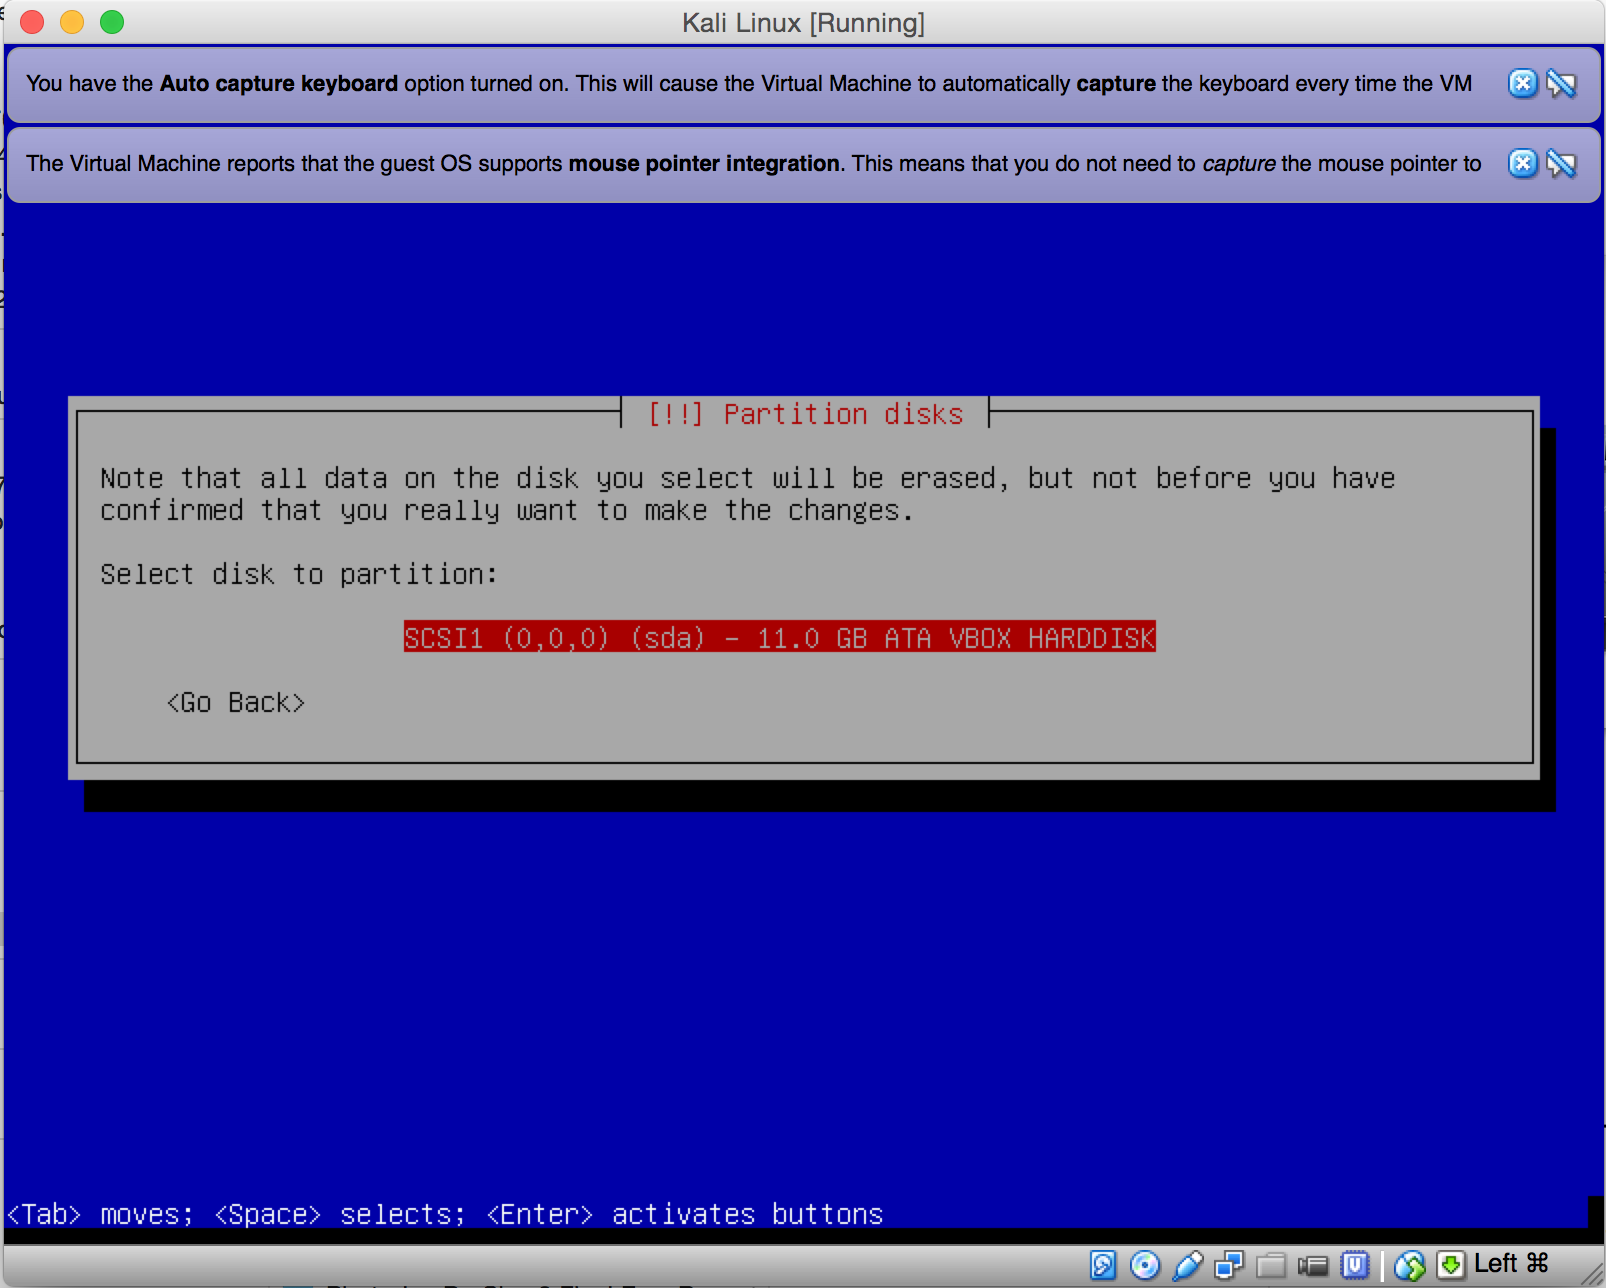 Kali Linux [Running]
You have the Auto capture keyboard option turned on. This will cause the Virtual Machine to automatically capture the keyboard every time the VM
The Virtual Machine reports that the guest OS supports mouse pointer integration. This means that you do not need to capture the mouse pointer to
[!!] Partition disks
Note that all data on the disk you select will be erased, but not before you have
confirmed that you really want to make the changes.
Select disk to partition:
SCSI1 (0,0,0) (sda) - 11.0 GB ATA VBOX HARDDISK
<Go Back>
<Tab> moves; <Space> selects; <Enter> activates buttons
Left ⌘